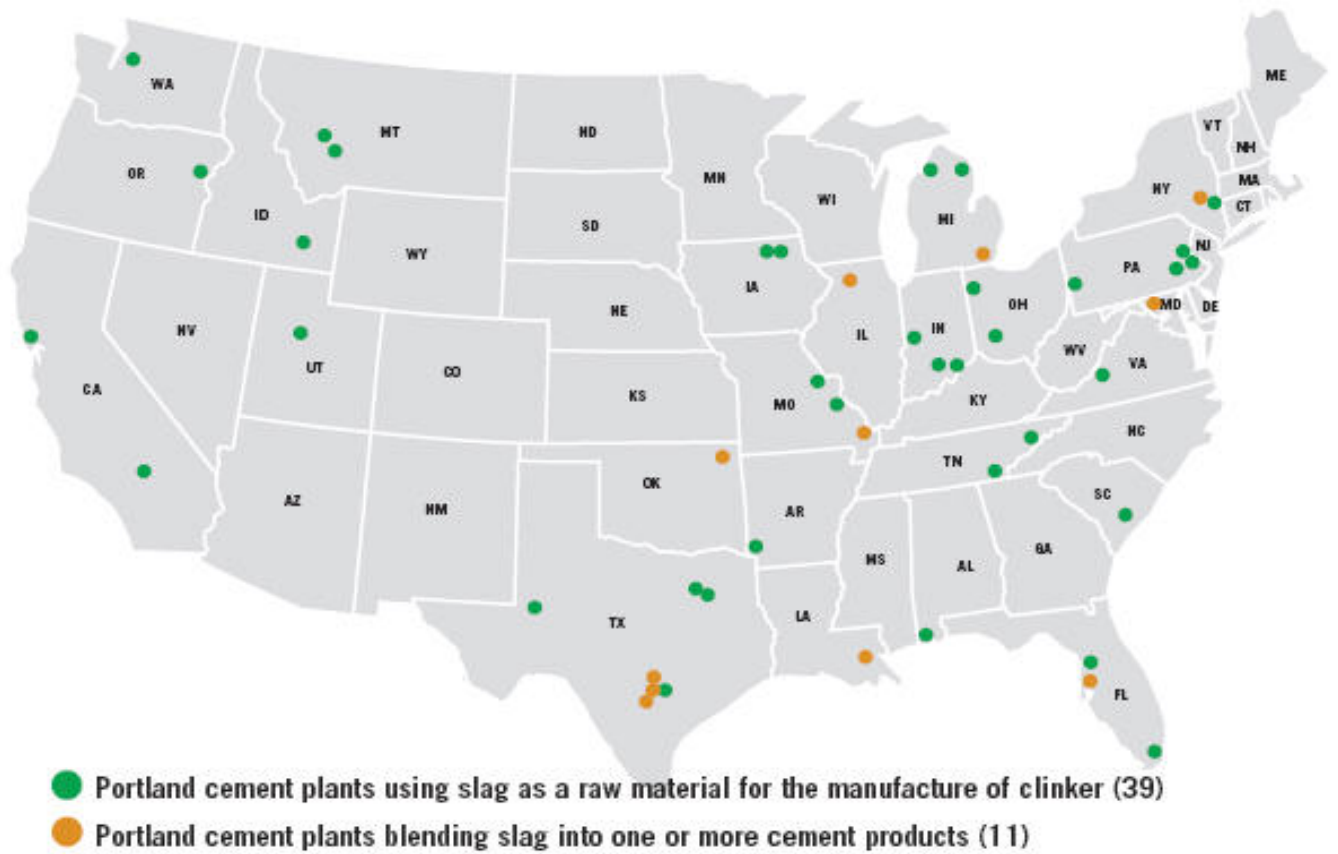 ME
WA
VT
MT
ND
NH
OR
MN
MA
NY
WI
CT
ID
MI
SD
NJ
WY
PA
IA
NE
OH
MD
DE
NV
IN
IL
WV
UT
VA
CO
CA
KS
KY
MO
NC
TN
OK
SC
AZ
NM
AR
GA
MS
AL
LA
TX
FL
Portland cement plants using slag as a raw material for the manufacture of clinker (39)
Portland cement plants blending slag into one or more cement products (11)